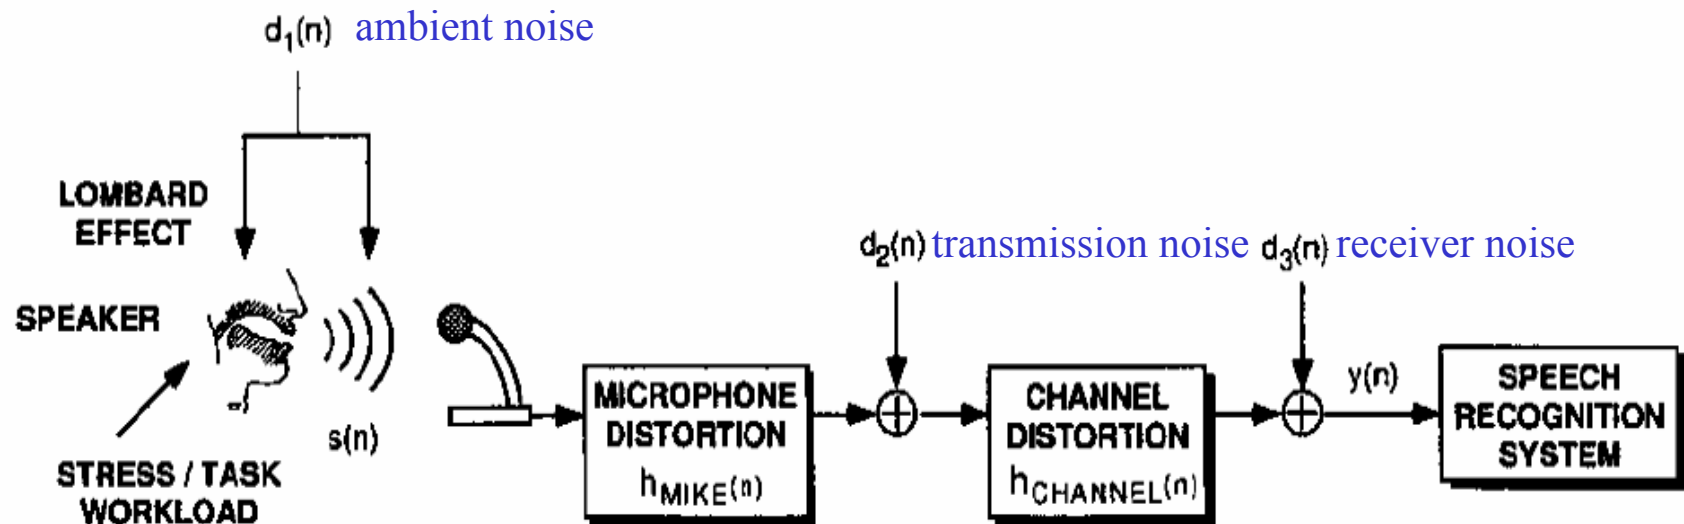 d₁(n) ambient noise
LOMBARD
EFFECT
d₂(n) transmission noise d₃(n) receiver noise
SPEAKER
s(n)
STRESS / TASK
WORKLOAD
MICROPHONE
DISTORTION
hMIKE(n)
CHANNEL
DISTORTION
hCHANNEL(n)
y(n)
SPEECH
RECOGNITION
SYSTEM